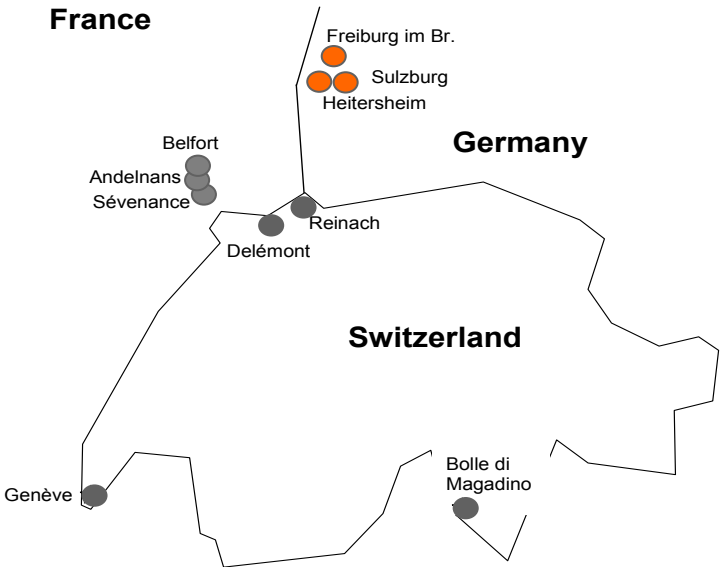 France
Freiburg im Br.
Sulzburg
Heitersheim
Germany
Belfort
Andelnans
Sévenance
Reinach
Delémont
Switzerland
Bolle di
Magadino
Genève